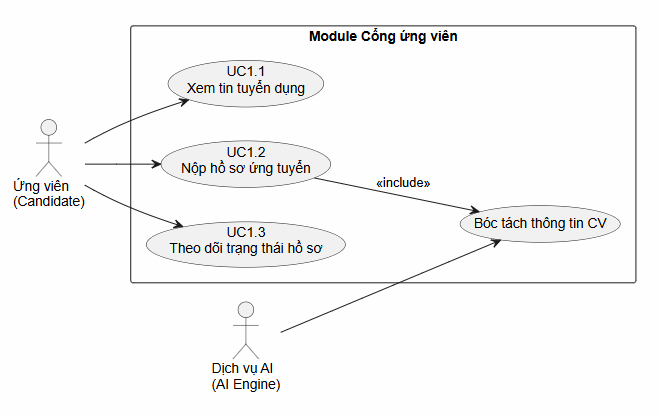 Module Cổng ứng viên
UC1.1
Xem tin tuyển dụng
UC1.2
Nộp hồ sơ ứng tuyển
«include»
Ứng viên
(Candidate)
Bóc tách thông tin CV
UC1.3
Theo dõi trạng thái hồ sơ
Dịch vụ AI
(AI Engine)